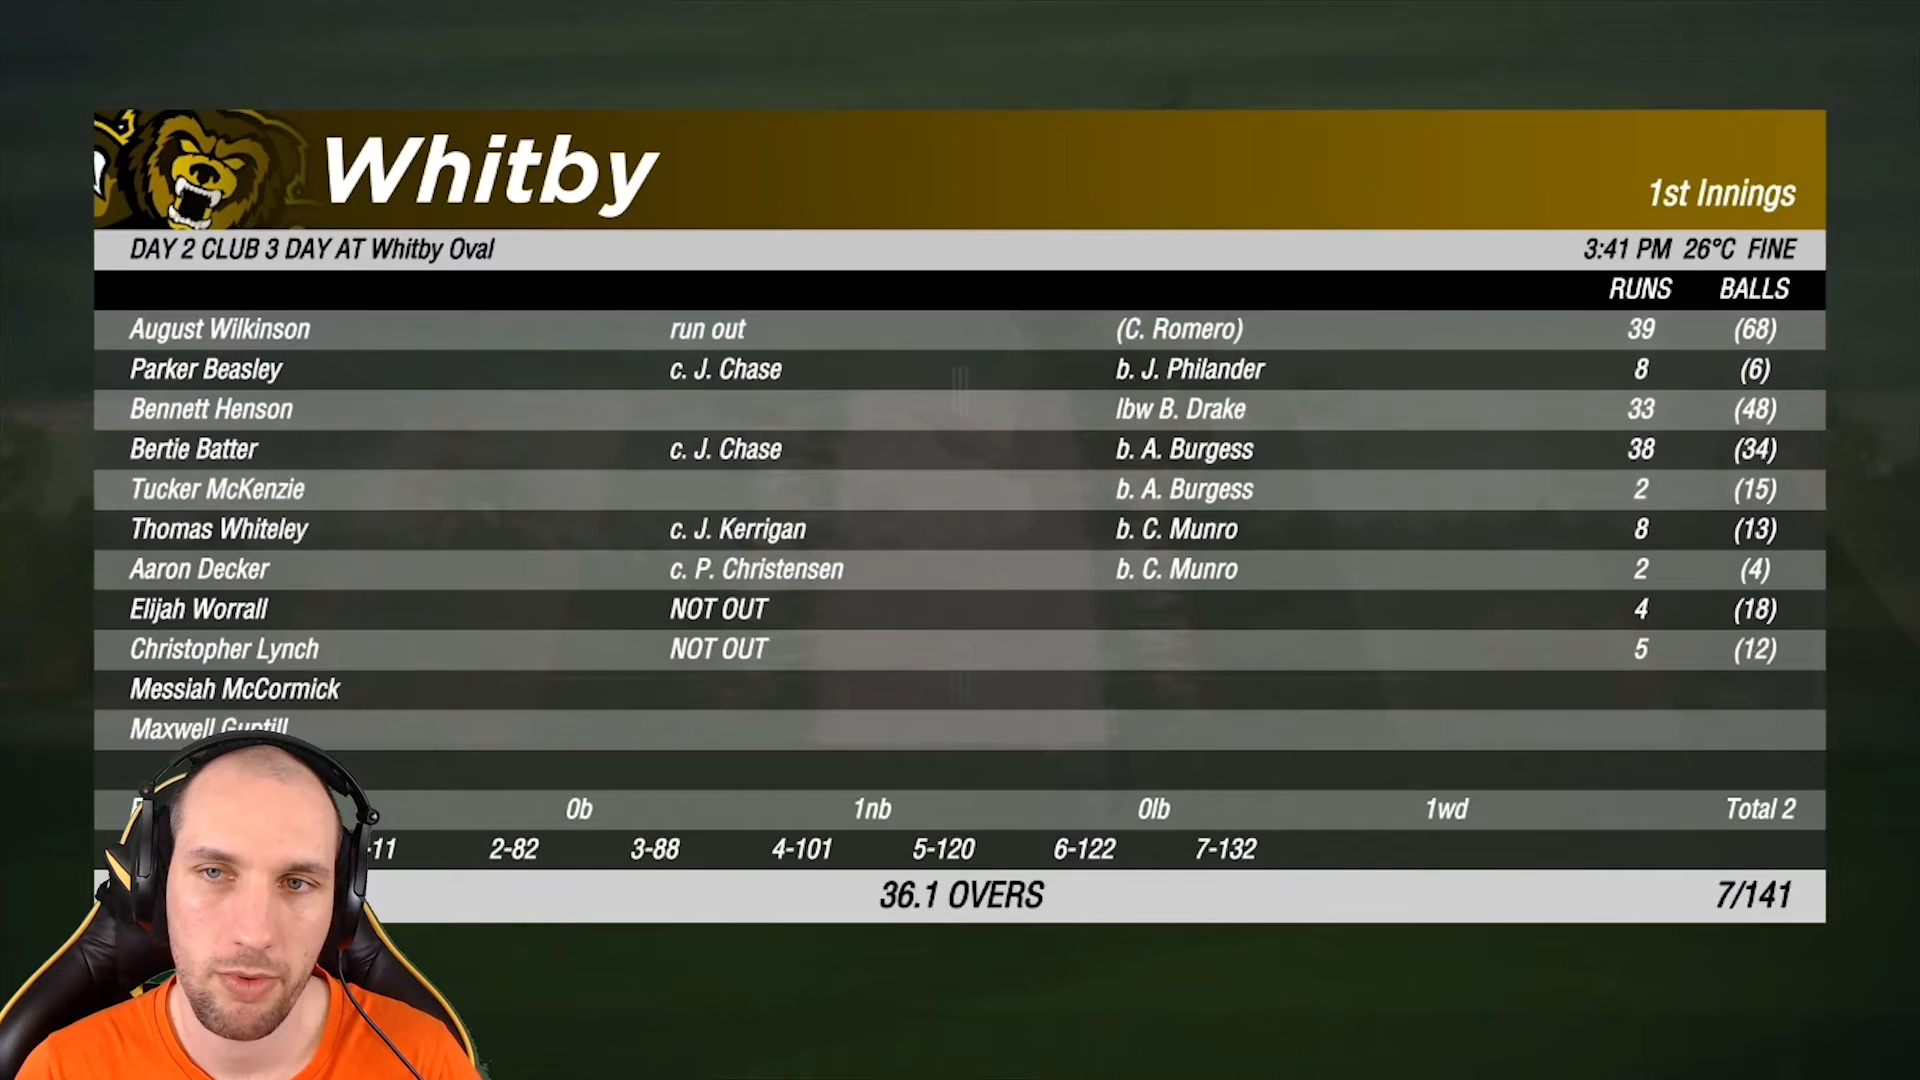 Whitby
1st Innings
DAY 2 CLUB 3 DAY AT Whitby Oval 3:41 PM 26°C FINE
RUNS BALLS
August Wilkinson run out (C. Romero) 39 (68)
Parker Beasley c. J. Chase b. J. Philander 8 (6)
Bennett Henson lbw B. Drake 33 (48)
Bertie Batter c. J. Chase b. A. Burgess 38 (34)
Tucker McKenzie b. A. Burgess 2 (15)
Thomas Whiteley c. J. Kerrigan b. C. Munro 8 (13)
Aaron Decker c. P. Christensen b. C. Munro 2 (4)
Elijah Worrall NOT OUT 4 (18)
Christopher Lynch NOT OUT 5 (12)
Messiah McCormick
Maxwell Guptill
0b 1nb 0lb 1wd Total 2
-11 2-82 3-88 4-101 5-120 6-122 7-132
36.1 OVERS 7/141